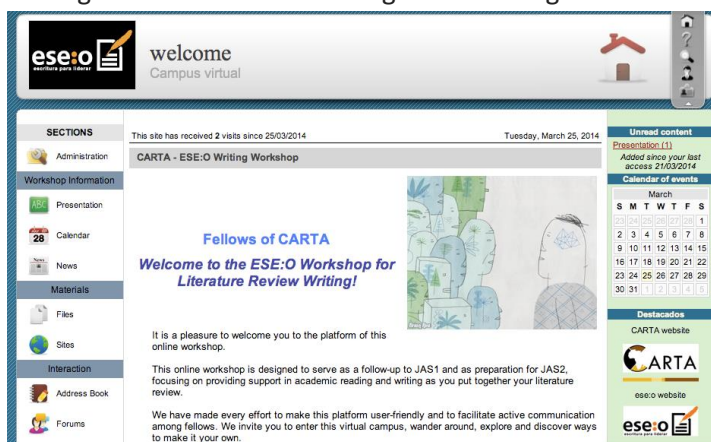 ese:o
escritura para liderar
welcome
Campus virtual
SECTIONS
Administration
Workshop Information
ABC
Presentation
28
Calendar
News
News
Materials
Files
Sites
Interaction
Address Book
Forums
This site has received 2 visits since 25/03/2014
Tuesday, March 25, 2014
CARTA - ESE:O Writing Workshop
Fellows of CARTA
Welcome to the ESE:O Workshop for
Literature Review Writing!
It is a pleasure to welcome you to the platform of this
online workshop.
This online workshop is designed to serve as a follow-up to JAS1 and as preparation for JAS2,
focusing on providing support in academic reading and writing as you put together your literature
review.
We have made every effort to make this platform user-friendly and to facilitate active communication
among fellows. We invite you to enter this virtual campus, wander around, explore and discover ways
to make it your own.
Unread content
Presentation (1)
Added since your last
access 21/03/2014
Calendar of events
March
S M T W T F S
23 24 25 26 27 28 1
2 3 4 5 6 7 8
9 10 11 12 13 14 15
16 17 18 19 20 21 22
23 24 25 26 27 28 29
30 31 1 2 3 4 5
Destacados
CARTA website
CARTA
ese:o website
ese:o
escritura para liderar